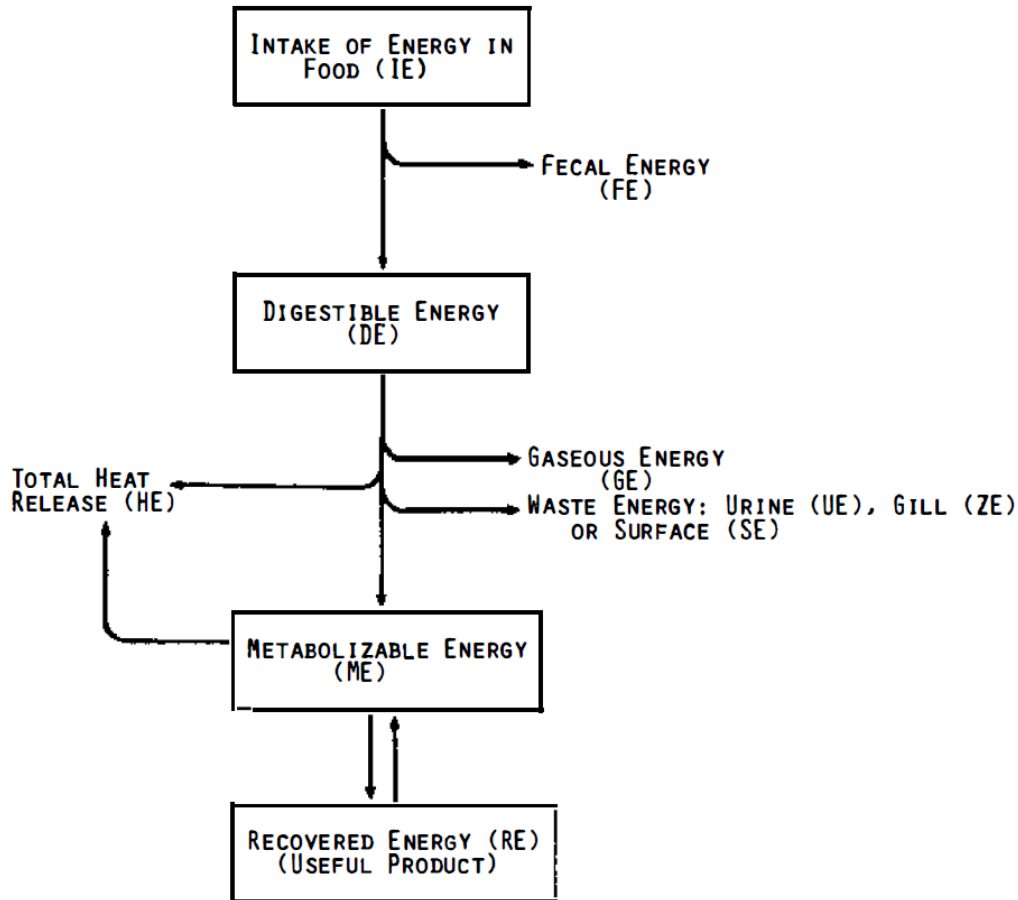 INTAKE OF ENERGY IN
FOOD (IE)
FECAL ENERGY
(FE)
DIGESTIBLE ENERGY
(DE)
GASEOUS ENERGY
(GE)
TOTAL HEAT
RELEASE (HE)
WASTE ENERGY: URINE (UE), GILL (ZE)
OR SURFACE (SE)
METABOLIZABLE ENERGY
(ME)
RECOVERED ENERGY (RE)
(USEFUL PRODUCT)